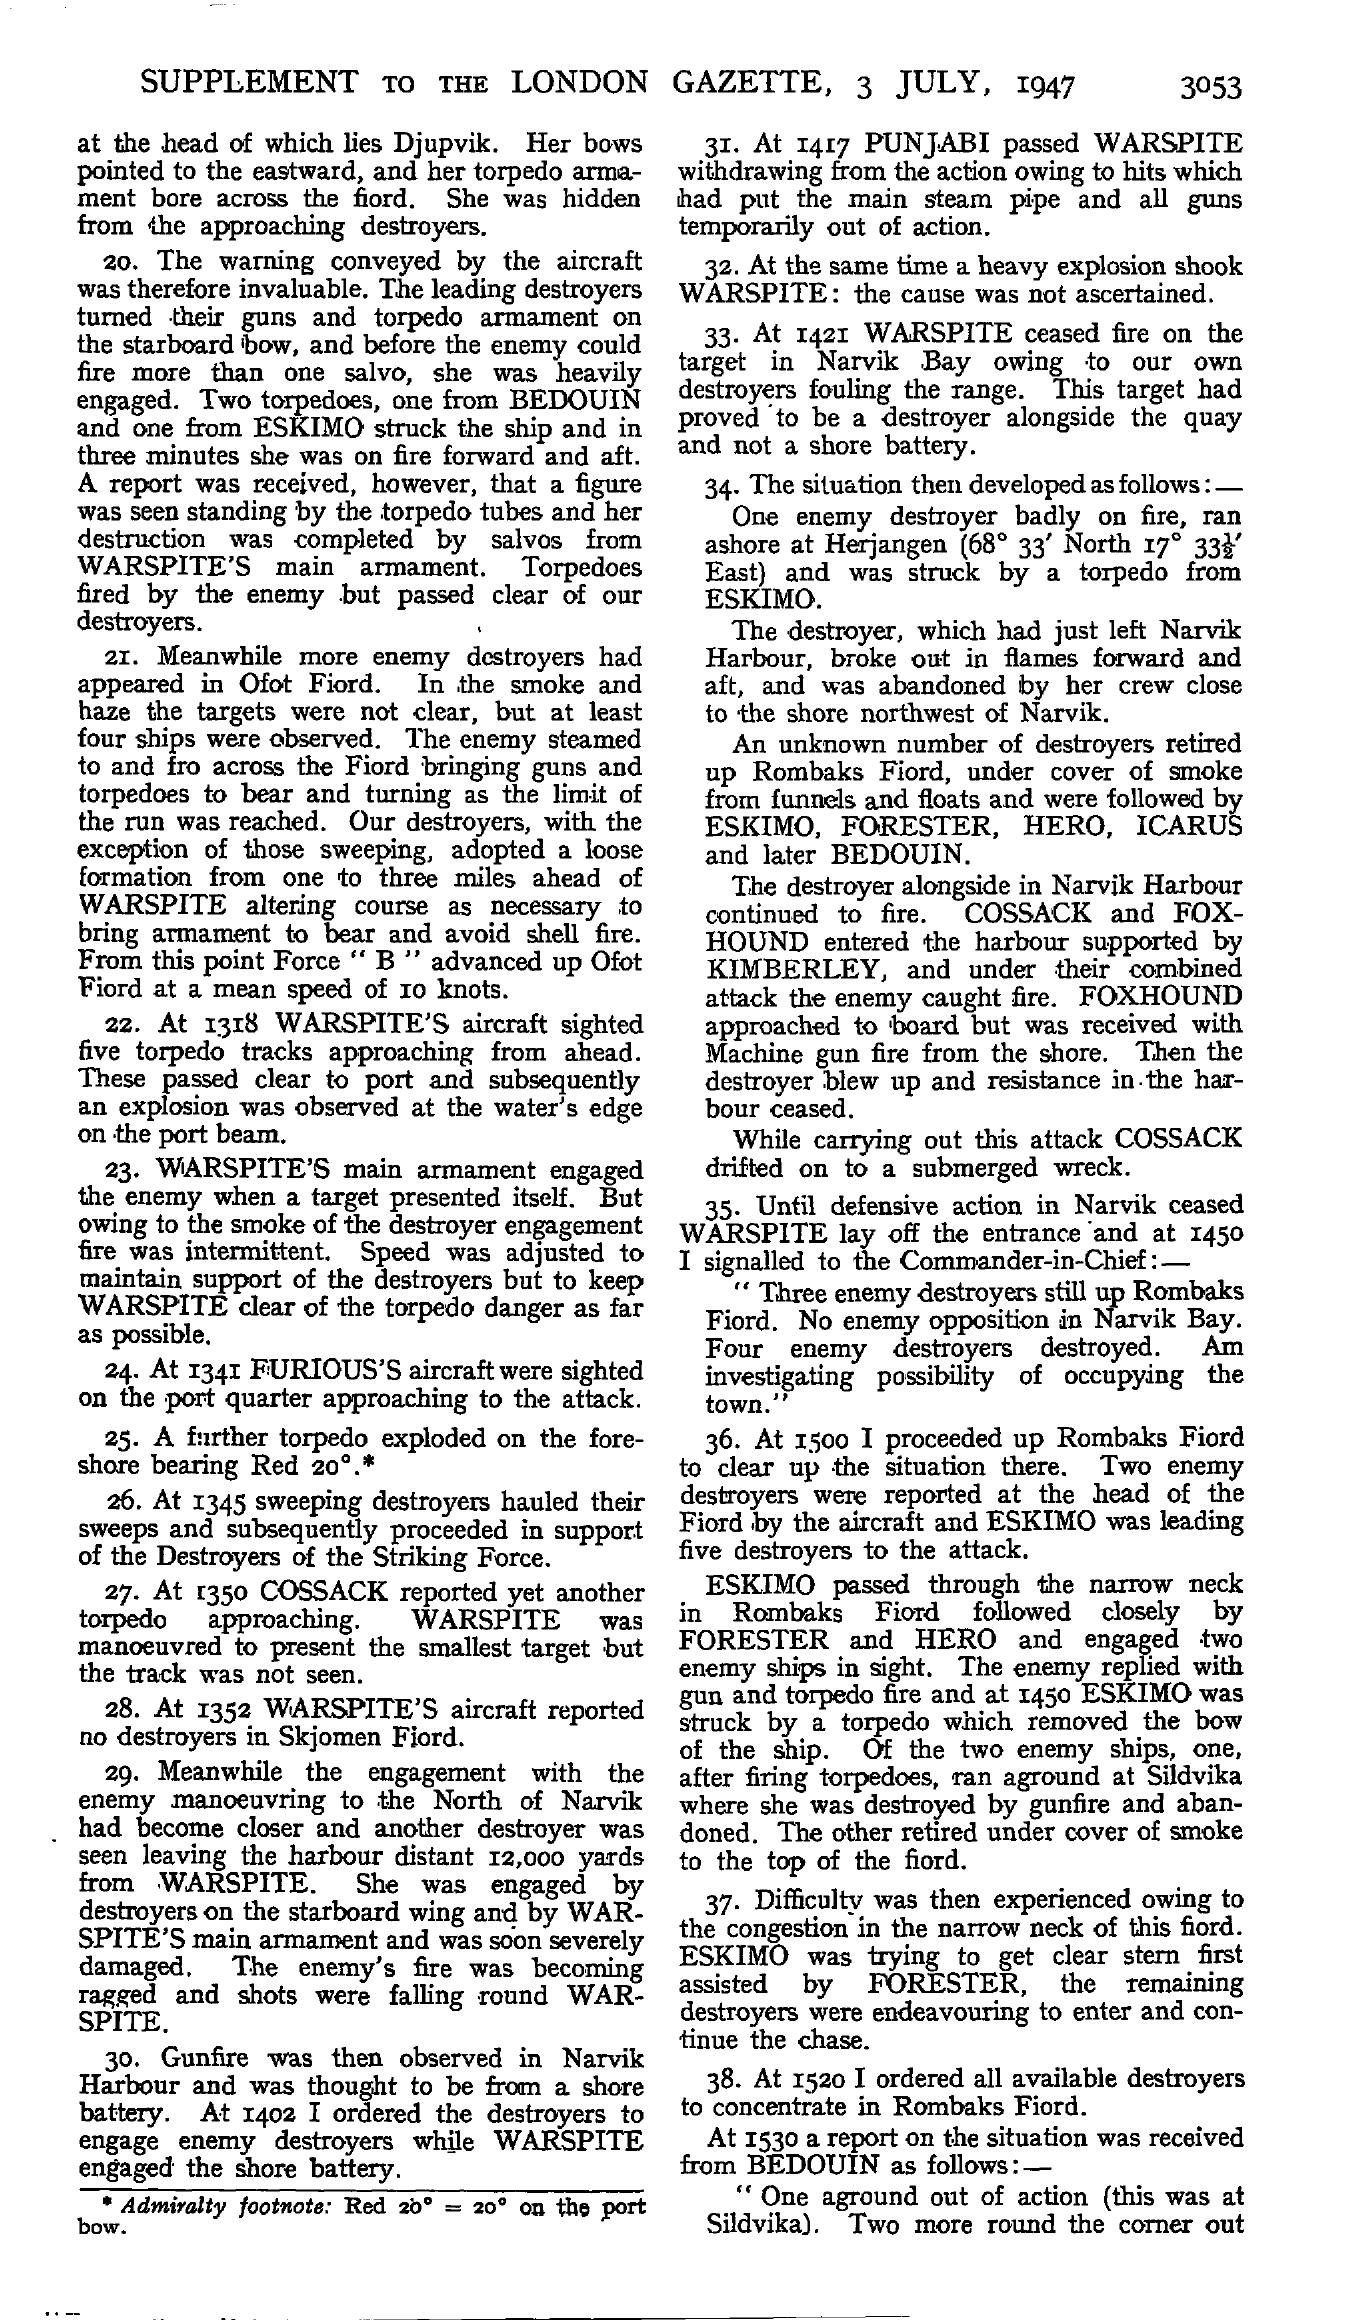 SUPPLEMENT TO THE LONDON GAZETTE, 3 JULY, 1947 3053
at the head of which lies Djupvik. Her bows
pointed to the eastward, and her torpedo arma-
ment bore across the fiord. She was hidden
from the approaching destroyers.
20. The warning conveyed by the aircraft
was therefore invaluable. The leading destroyers
turned their guns and torpedo armament on
the starboard bow, and before the enemy could
fire more than one salvo, she was heavily
engaged. Two torpedoes, one from BEDOUIN
and one from ESKIMO struck the ship and in
three minutes she was on fire forward and aft.
A report was received, however, that a figure
was seen standing by the torpedo tubes and her
destruction was completed by salvos from
WARSPITE'S main armament. Torpedoes
fired by the enemy but passed clear of our
destroyers.
21. Meanwhile more enemy destroyers had
appeared in Ofot Fiord. In the smoke and
haze the targets were not clear, but at least
four ships were observed. The enemy steamed
to and fro across the Fiord bringing guns and
torpedoes to bear and turning as the limit of
the run was reached. Our destroyers, with the
exception of those sweeping, adopted a loose
formation from one to three miles ahead of
WARSPITE altering course as necessary to
bring armament to bear and avoid shell fire.
From this point Force " B " advanced up Ofot
Fiord at a mean speed of 10 knots.
22. At 1318 WARSPITE'S aircraft sighted
five torpedo tracks approaching from ahead.
These passed clear to port and subsequently
an explosion was observed at the water's edge
on the port beam.
23. WARSPITE'S main armament engaged
the enemy when a target presented itself. But
owing to the smoke of the destroyer engagement
fire was intermittent. Speed was adjusted to
maintain support of the destroyers but to keep
WARSPITE clear of the torpedo danger as far
as possible.
24. At 1341 FURIOUS'S aircraft were sighted
on the port quarter approaching to the attack.
25. A further torpedo exploded on the fore-
shore bearing Red 20°.*
26. At 1345 sweeping destroyers hauled their
sweeps and subsequently proceeded in support
of the Destroyers of the Striking Force.
27. At 1350 COSSACK reported yet another
torpedo approaching. WARSPITE was
manoeuvred to present the smallest target but
the track was not seen.
28. At 1352 WARSPITE'S aircraft reported
no destroyers in Skjomen Fiord.
29. Meanwhile the engagement with the
enemy manoeuvring to the North of Narvik
had become closer and another destroyer was
seen leaving the harbour distant 12,000 yards
from WARSPITE. She was engaged by
destroyers on the starboard wing and by WAR-
SPITE'S main armament and was soon severely
damaged. The enemy's fire was becoming
ragged and shots were falling round WAR-
SPITE.
30. Gunfire was then observed in Narvik
Harbour and was thought to be from a shore
battery. At 1402 I ordered the destroyers to
engage enemy destroyers while WARSPITE
engaged the shore battery.
* Admiralty footnote: Red 20° = 20° on the port
bow.
31. At 1417 PUNJABI passed WARSPITE
withdrawing from the action owing to hits which
had put the main steam pipe and all guns
temporarily out of action.
32. At the same time a heavy explosion shook
WARSPITE: the cause was not ascertained.
33. At 1421 WARSPITE ceased fire on the
target in Narvik Bay owing to our own
destroyers fouling the range. This target had
proved to be a destroyer alongside the quay
and not a shore battery.
34. The situation then developed as follows:—
One enemy destroyer badly on fire, ran
ashore at Herjangen (68° 33′ North 17° 33½′
East) and was struck by a torpedo from
ESKIMO.
The destroyer, which had just left Narvik
Harbour, broke out in flames forward and
aft, and was abandoned by her crew close
to the shore northwest of Narvik.
An unknown number of destroyers retired
up Rombaks Fiord, under cover of smoke
from funnels and floats and were followed by
ESKIMO, FORESTER, HERO, ICARUS
and later BEDOUIN.
The destroyer alongside in Narvik Harbour
continued to fire. COSSACK and FOX-
HOUND entered the harbour supported by
KIMBERLEY, and under their combined
attack the enemy caught fire. FOXHOUND
approached to board but was received with
Machine gun fire from the shore. Then the
destroyer blew up and resistance in the har-
bour ceased.
While carrying out this attack COSSACK
drifted on to a submerged wreck.
35. Until defensive action in Narvik ceased
WARSPITE lay off the entrance and at 1450
I signalled to the Commander-in-Chief:—
" Three enemy destroyers still up Rombaks
Fiord. No enemy opposition in Narvik Bay.
Four enemy destroyers destroyed. Am
investigating possibility of occupying the
town."
36. At 1500 I proceeded up Rombaks Fiord
to clear up the situation there. Two enemy
destroyers were reported at the head of the
Fiord by the aircraft and ESKIMO was leading
five destroyers to the attack.
ESKIMO passed through the narrow neck
in Rombaks Fiord followed closely by
FORESTER and HERO and engaged two
enemy ships in sight. The enemy replied with
gun and torpedo fire and at 1450 ESKIMO was
struck by a torpedo which removed the bow
of the ship. Of the two enemy ships, one,
after firing torpedoes, ran aground at Sildvika
where she was destroyed by gunfire and aban-
doned. The other retired under cover of smoke
to the top of the fiord.
37. Difficulty was then experienced owing to
the congestion in the narrow neck of this fiord.
ESKIMO was trying to get clear stern first
assisted by FORESTER, the remaining
destroyers were endeavouring to enter and con-
tinue the chase.
38. At 1520 I ordered all available destroyers
to concentrate in Rombaks Fiord.
At 1530 a report on the situation was received
from BEDOUIN as follows:—
" One aground out of action (this was at
Sildvika). Two more round the corner out